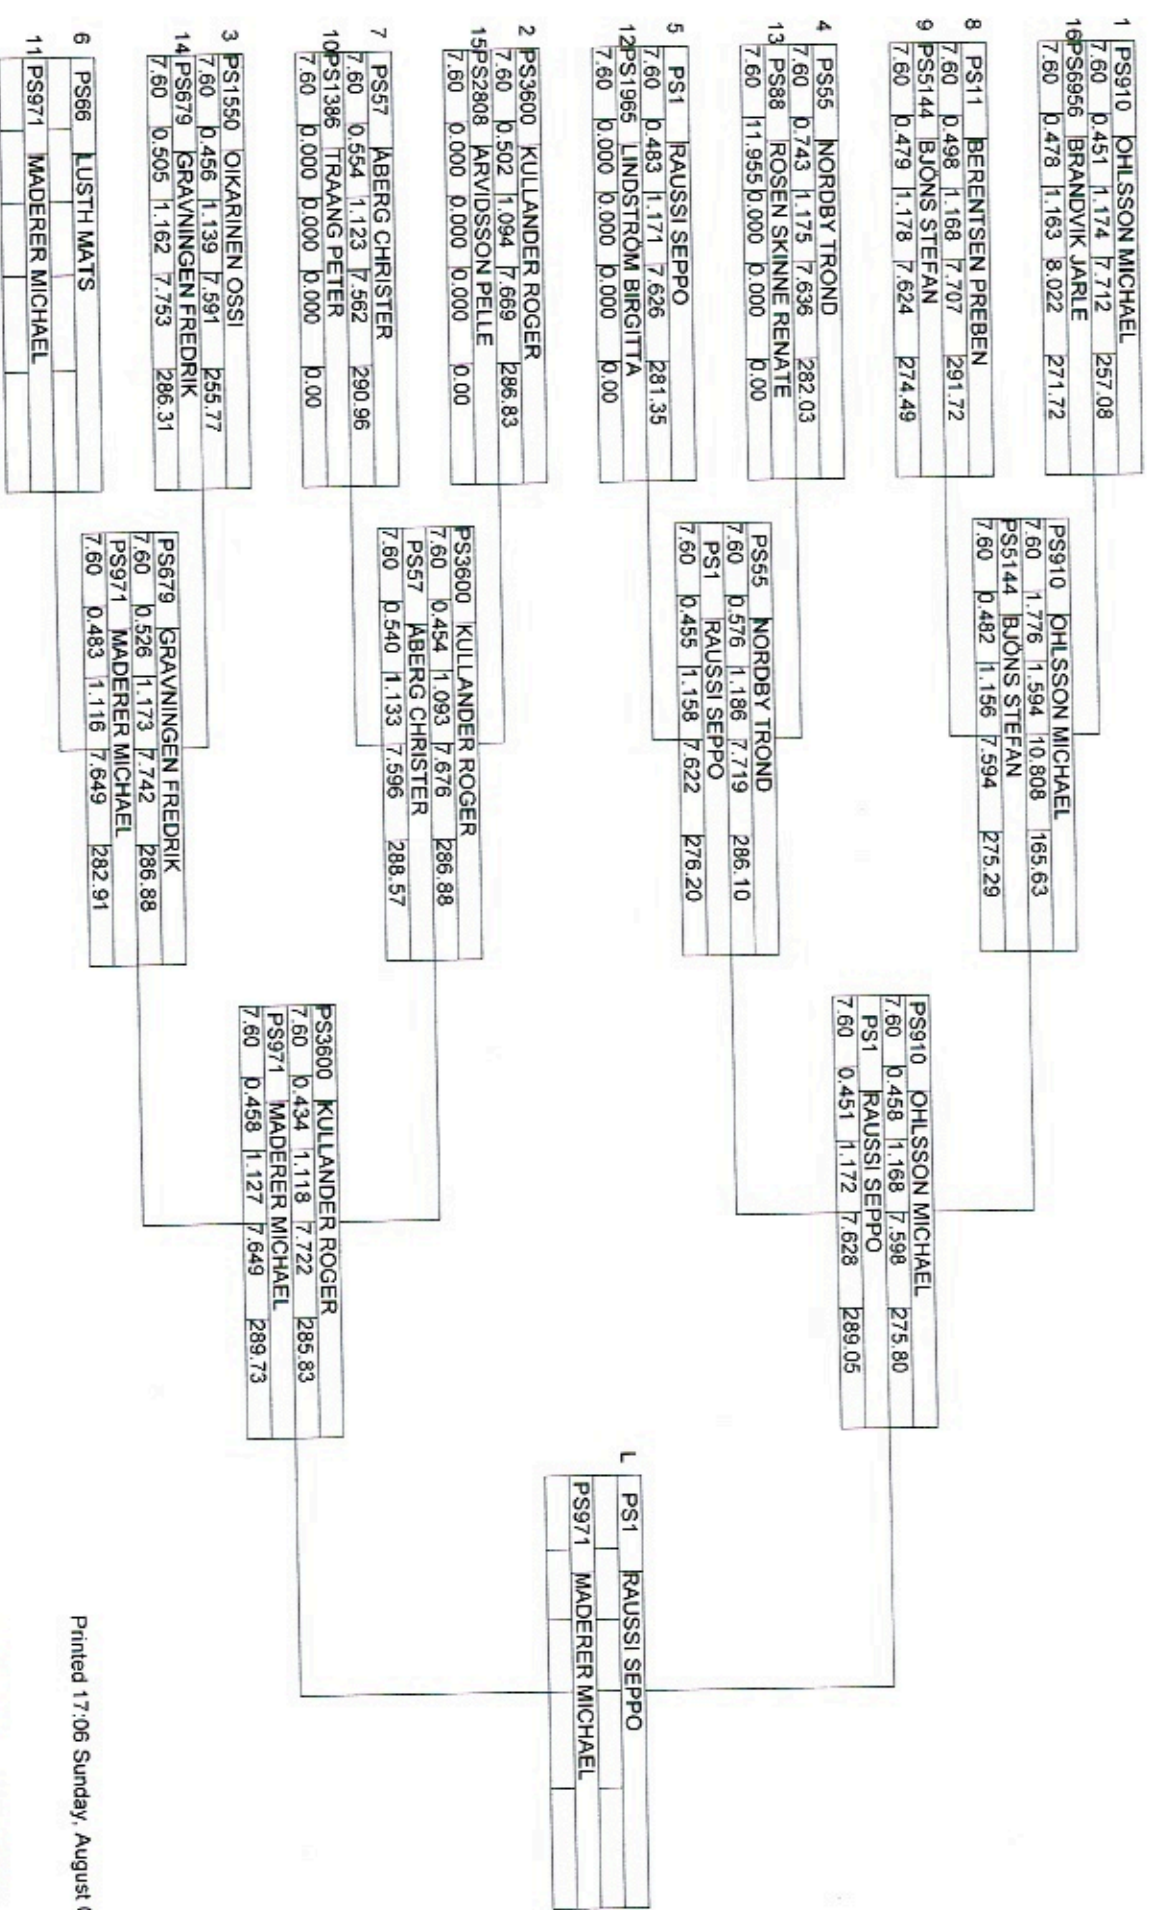 1 PS910 OHLSSON MICHAEL
7.60 0.451 1.174 7.712 257.08
16 PS6956 BRANDVIK JARLE
7.60 0.478 1.163 8.022 271.72
8 PS11 BERENTSEN PREBEN
7.60 0.498 1.168 7.707 291.72
9 PS5144 BJÖNS STEFAN
7.60 0.479 1.178 7.624 274.49
4 PS55 NORDBY TROND
7.60 0.743 1.175 7.636 282.03
13 PS88 ROSEN SKINNE RENATE
7.60 11.955 0.000 0.000 0.00
5 PS1 RAUSSI SEPPO
7.60 0.483 1.171 7.626 281.35
12 PS1965 LINDSTRÖM BIRGITTA
7.60 0.000 0.000 0.000 0.00
2 PS3600 KULLANDER ROGER
7.60 0.502 1.094 7.669 286.83
15 PS2808 ARVIDSSON PELLE
7.60 0.000 0.000 0.000 0.00
7 PS57 ÅBERG CHRISTER
7.60 0.554 1.123 7.582 290.96
10 PS1386 TRAANG PETER
7.60 0.000 0.000 0.000 0.00
3 PS1550 OIKARINEN OSSI
7.60 0.456 1.139 7.591 255.77
14 PS679 GRAVNINGEN FREDRIK
7.60 0.505 1.162 7.753 286.31
6 PS66 LUSTH MATS
11 PS971 MADERER MICHAEL
PS910 OHLSSON MICHAEL
7.60 1.776 1.594 10.808 165.63
PS5144 BJÖNS STEFAN
7.60 0.482 1.156 7.594 275.29
PS55 NORDBY TROND
7.60 0.576 1.186 7.719 286.10
PS1 RAUSSI SEPPO
7.60 0.455 1.158 7.622 276.20
PS3600 KULLANDER ROGER
7.60 0.454 1.093 7.676 286.88
PS57 ÅBERG CHRISTER
7.60 0.540 1.133 7.596 288.57
PS679 GRAVNINGEN FREDRIK
7.60 0.526 1.173 7.742 286.88
PS971 MADERER MICHAEL
7.60 0.483 1.116 7.649 282.91
PS910 OHLSSON MICHAEL
7.60 0.458 1.168 7.598 275.80
PS1 RAUSSI SEPPO
7.60 0.451 1.172 7.628 289.05
PS3600 KULLANDER ROGER
7.60 0.434 1.118 7.722 285.83
PS971 MADERER MICHAEL
7.60 0.458 1.127 7.649 289.73
L PS1 RAUSSI SEPPO
PS971 MADERER MICHAEL
Printed 17:06 Sunday, August